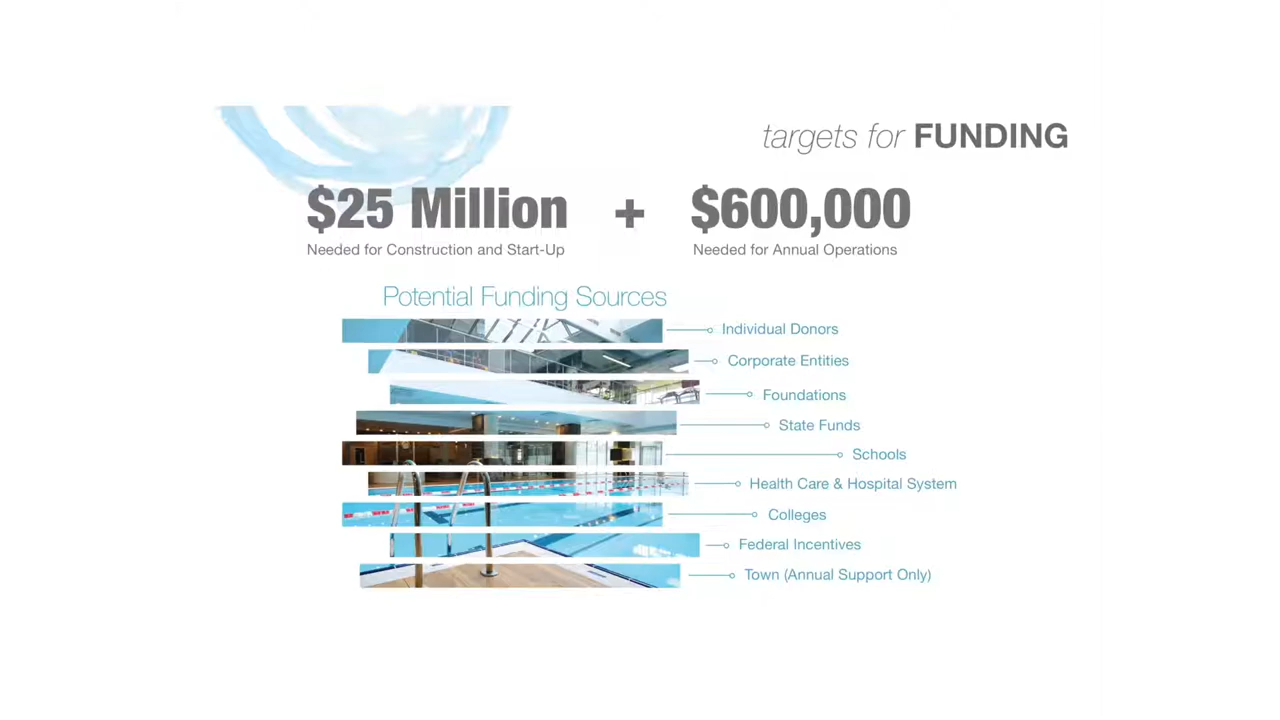 targets for FUNDING
$25 Million + $600,000
Needed for Construction and Start-Up
Needed for Annual Operations
Potential Funding Sources
Individual Donors
Corporate Entities
Foundations
State Funds
Schools
Health Care & Hospital System
Colleges
Federal Incentives
Town (Annual Support Only)